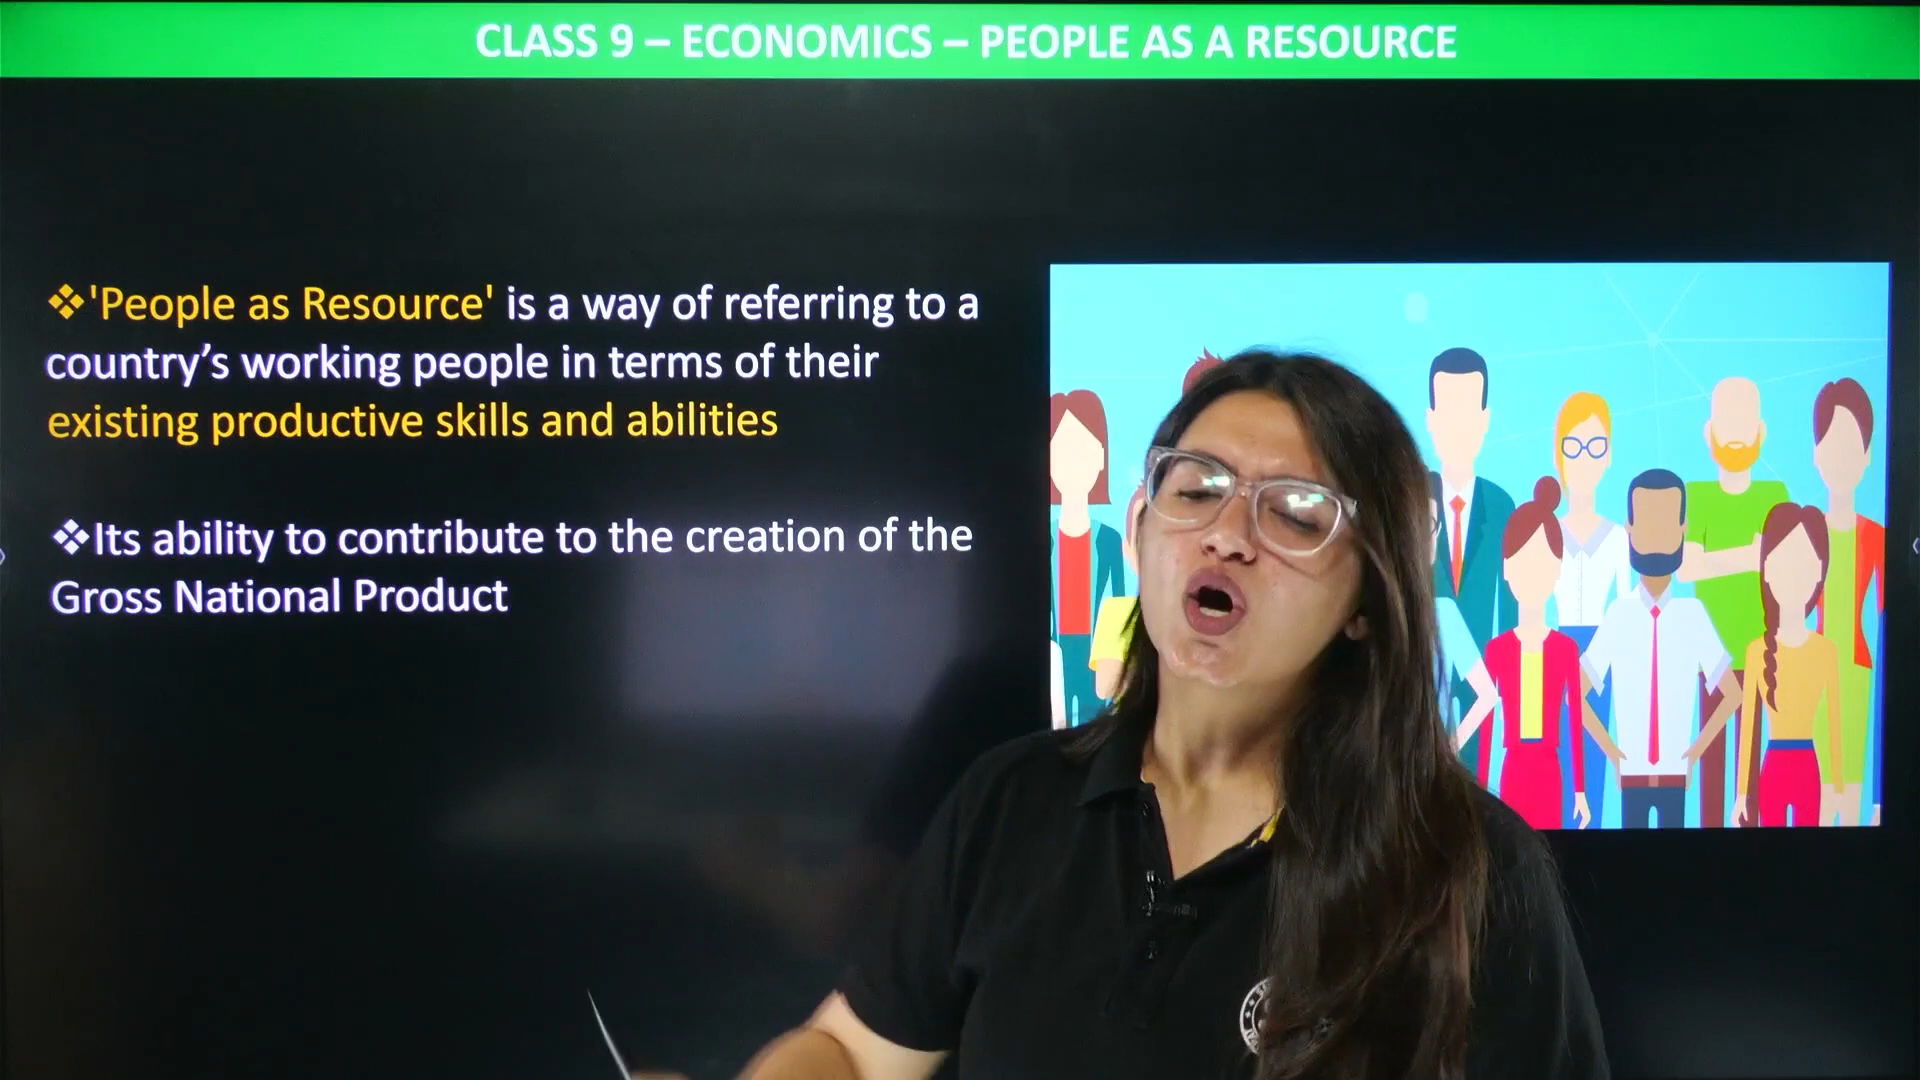 CLASS 9 – ECONOMICS – PEOPLE AS A RESOURCE
❖'People as Resource' is a way of referring to a
country’s working people in terms of their
existing productive skills and abilities
❖Its ability to contribute to the creation of the
Gross National Product